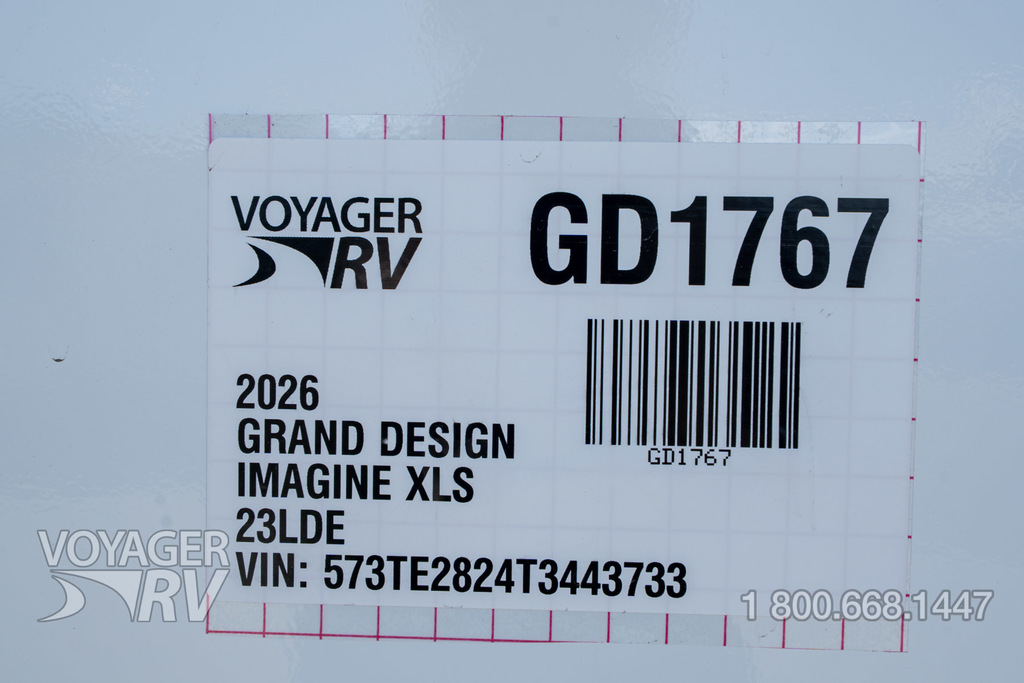 VOYAGER
RV
GD1767
GD1767
2026
GRAND DESIGN
IMAGINE XLS
23LDE
VIN: 573TE2824T3443733
VOYAGER
RV
1 800.668.1447